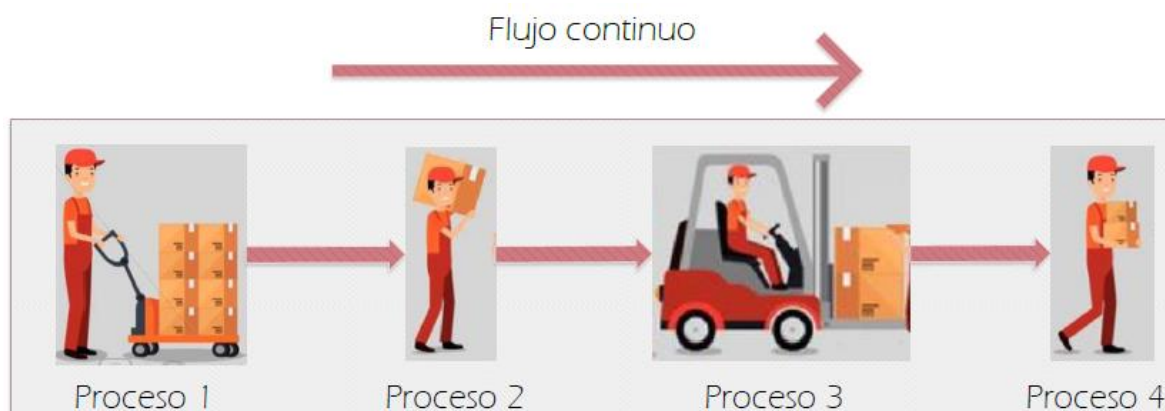 Flujo continuo
Proceso 1
Proceso 2
Proceso 3
Proceso 4